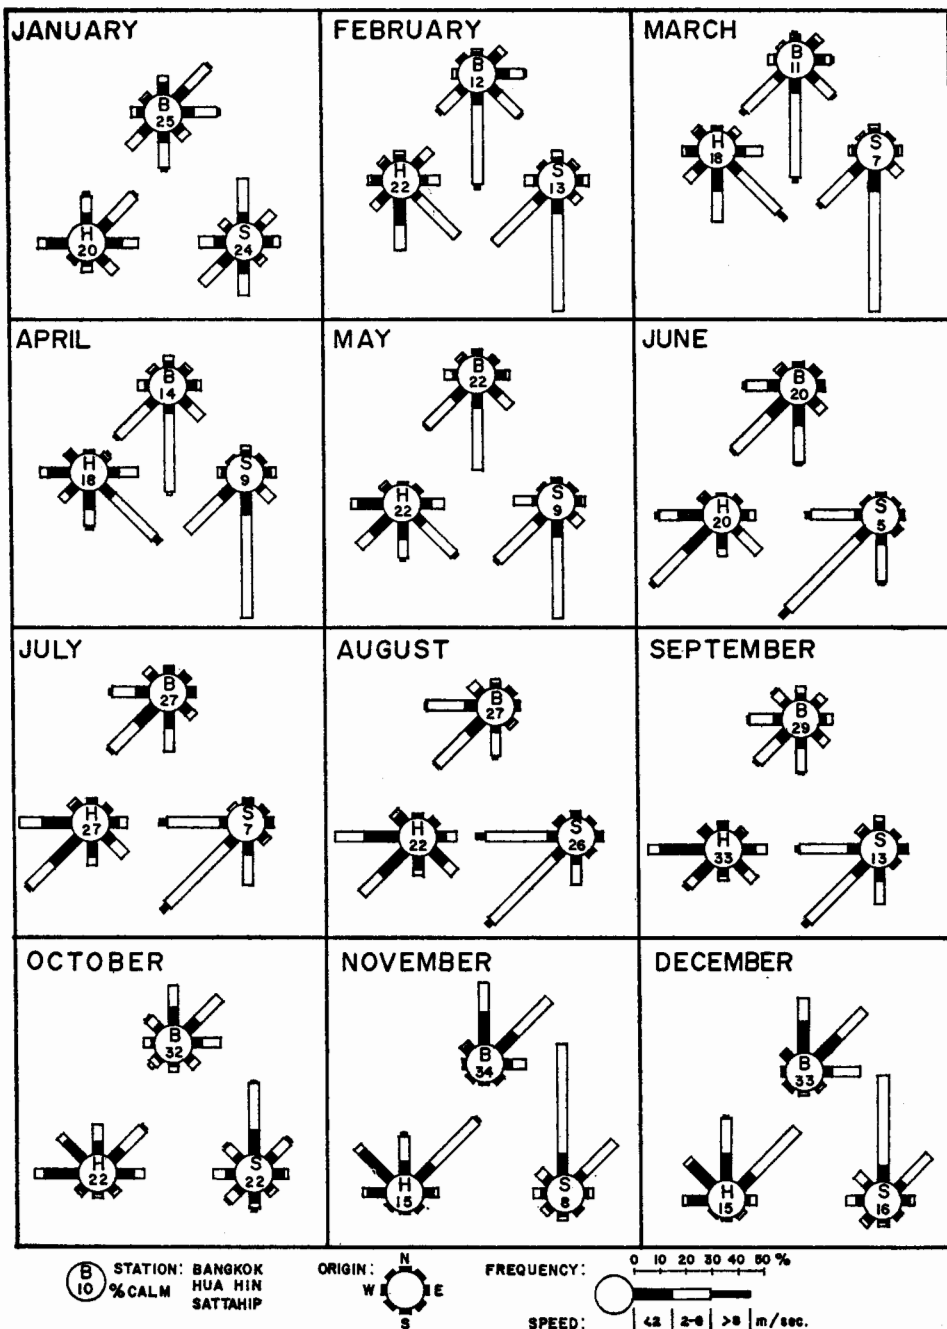 JANUARY
B
25
H
20
S
24
FEBRUARY
B
12
H
22
S
13
MARCH
B
11
H
18
S
7
APRIL
B
14
H
18
S
9
MAY
B
22
H
22
S
9
JUNE
B
20
H
20
S
5
JULY
B
27
H
27
S
7
AUGUST
B
27
H
22
S
26
SEPTEMBER
B
29
H
33
S
13
OCTOBER
B
32
H
22
S
22
NOVEMBER
B
34
H
15
S
8
DECEMBER
B
33
H
15
S
16
B
10
STATION: BANGKOK
% CALM HUA HIN
SATTAHIP
ORIGIN:
N
W E
S
FREQUENCY:
0 10 20 30 40 50 %
SPEED: <2 2-8 >8 m/sec.